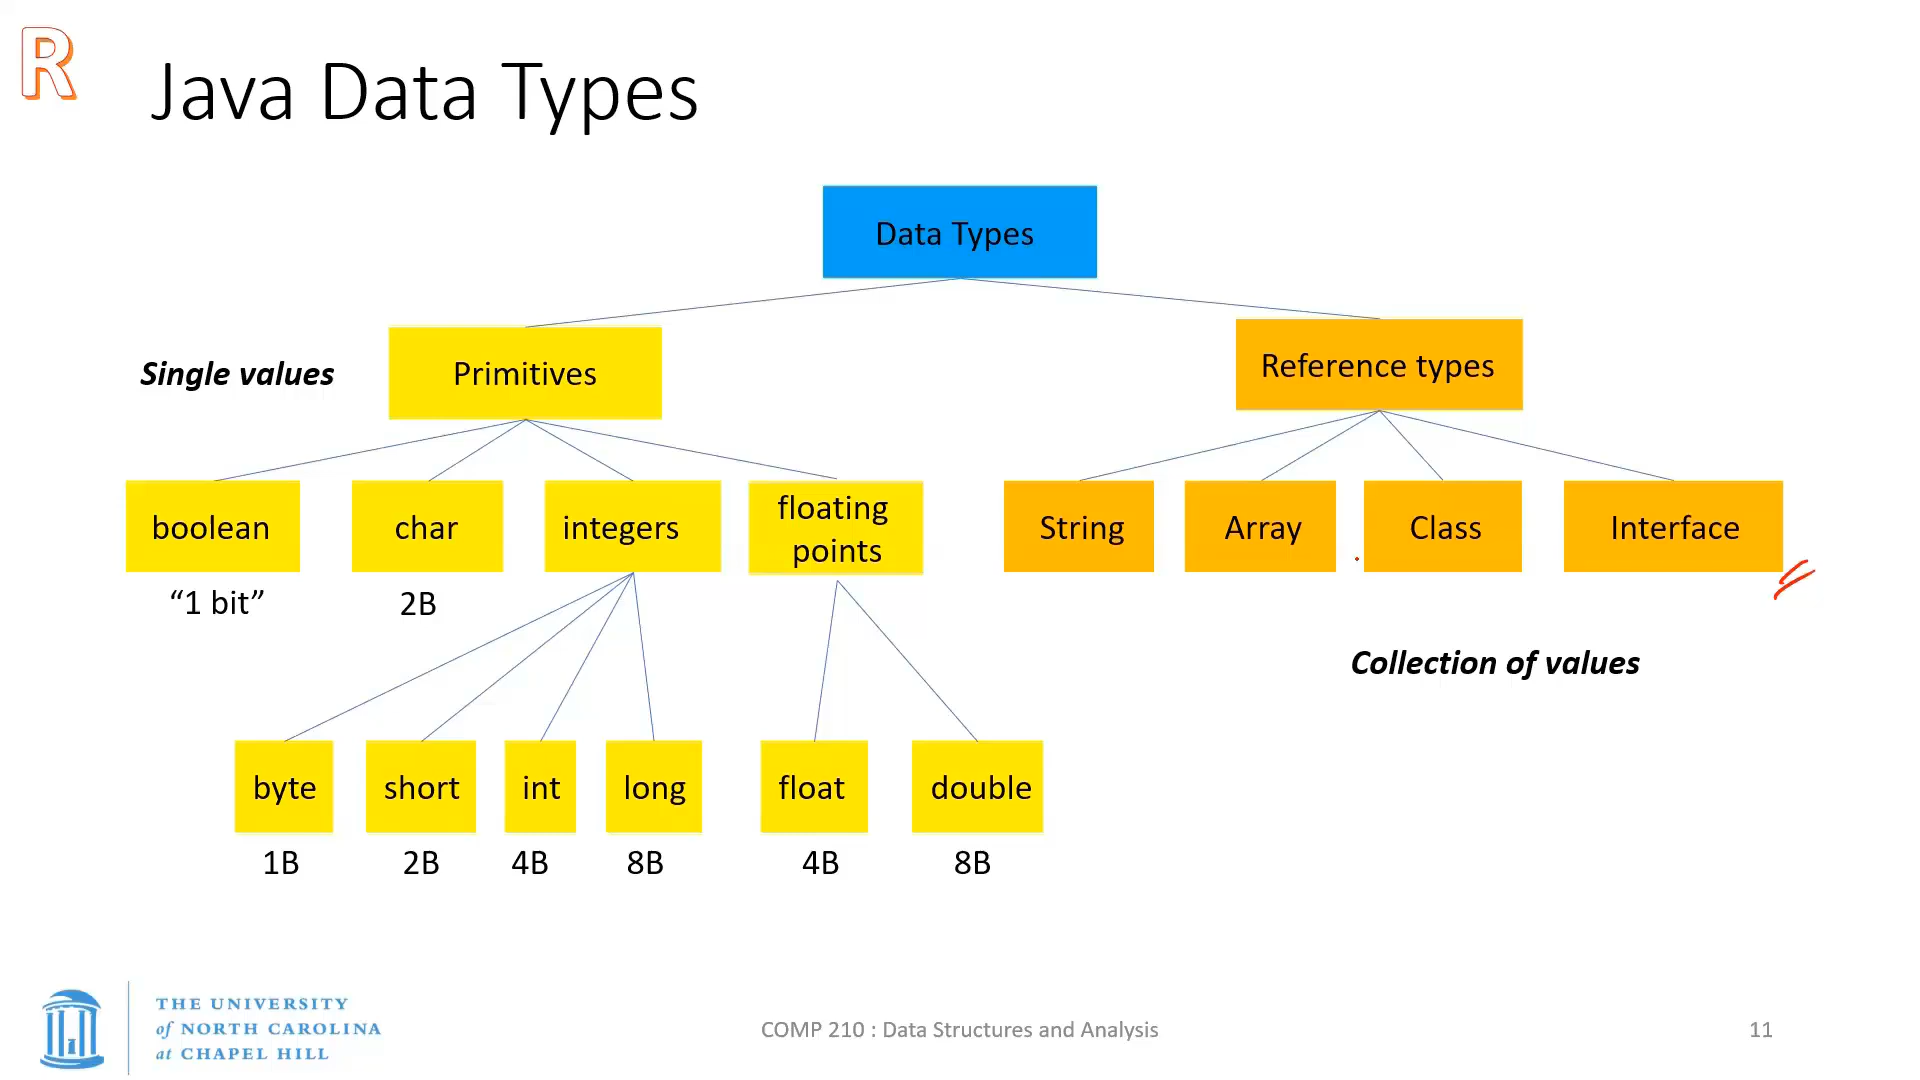 R
Java Data Types
Data Types
Single values
Primitives
Reference types
boolean
char
integers
floating
points
String
Array
Class
Interface
“1 bit”
2B
Collection of values
byte
short
int
long
float
double
1B
2B
4B
8B
4B
8B
THE UNIVERSITY
of NORTH CAROLINA
at CHAPEL HILL
COMP 210 : Data Structures and Analysis
11